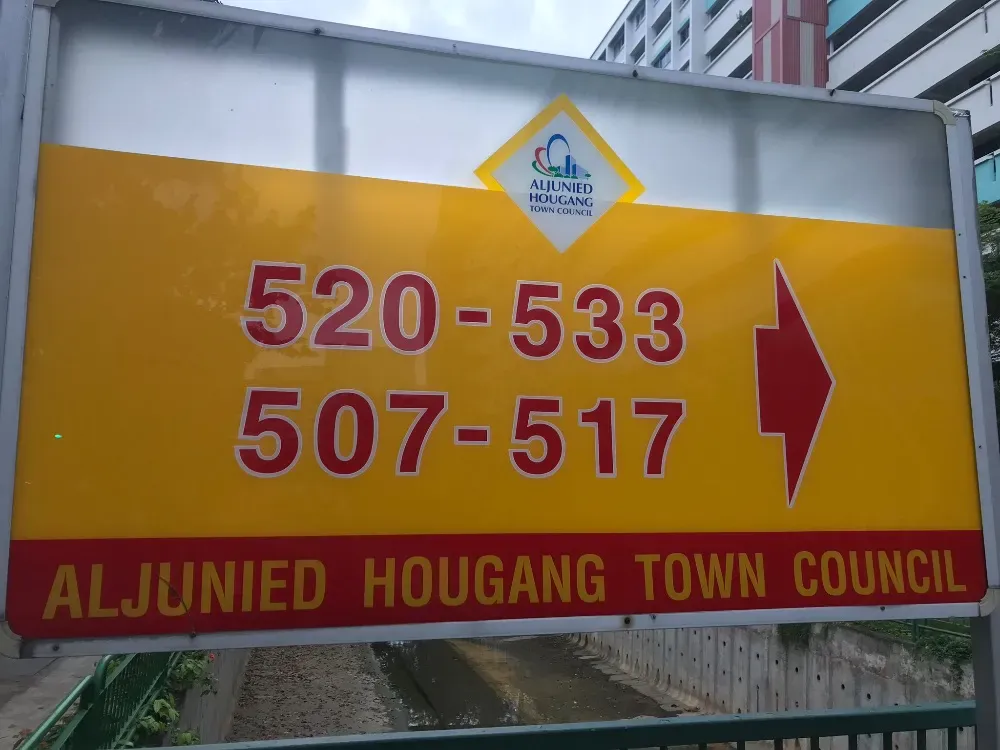 ALJUNIED
HOUGANG
TOWN COUNCIL
520-533
507-517
ALJUNIED HOUGANG TOWN COUNCIL